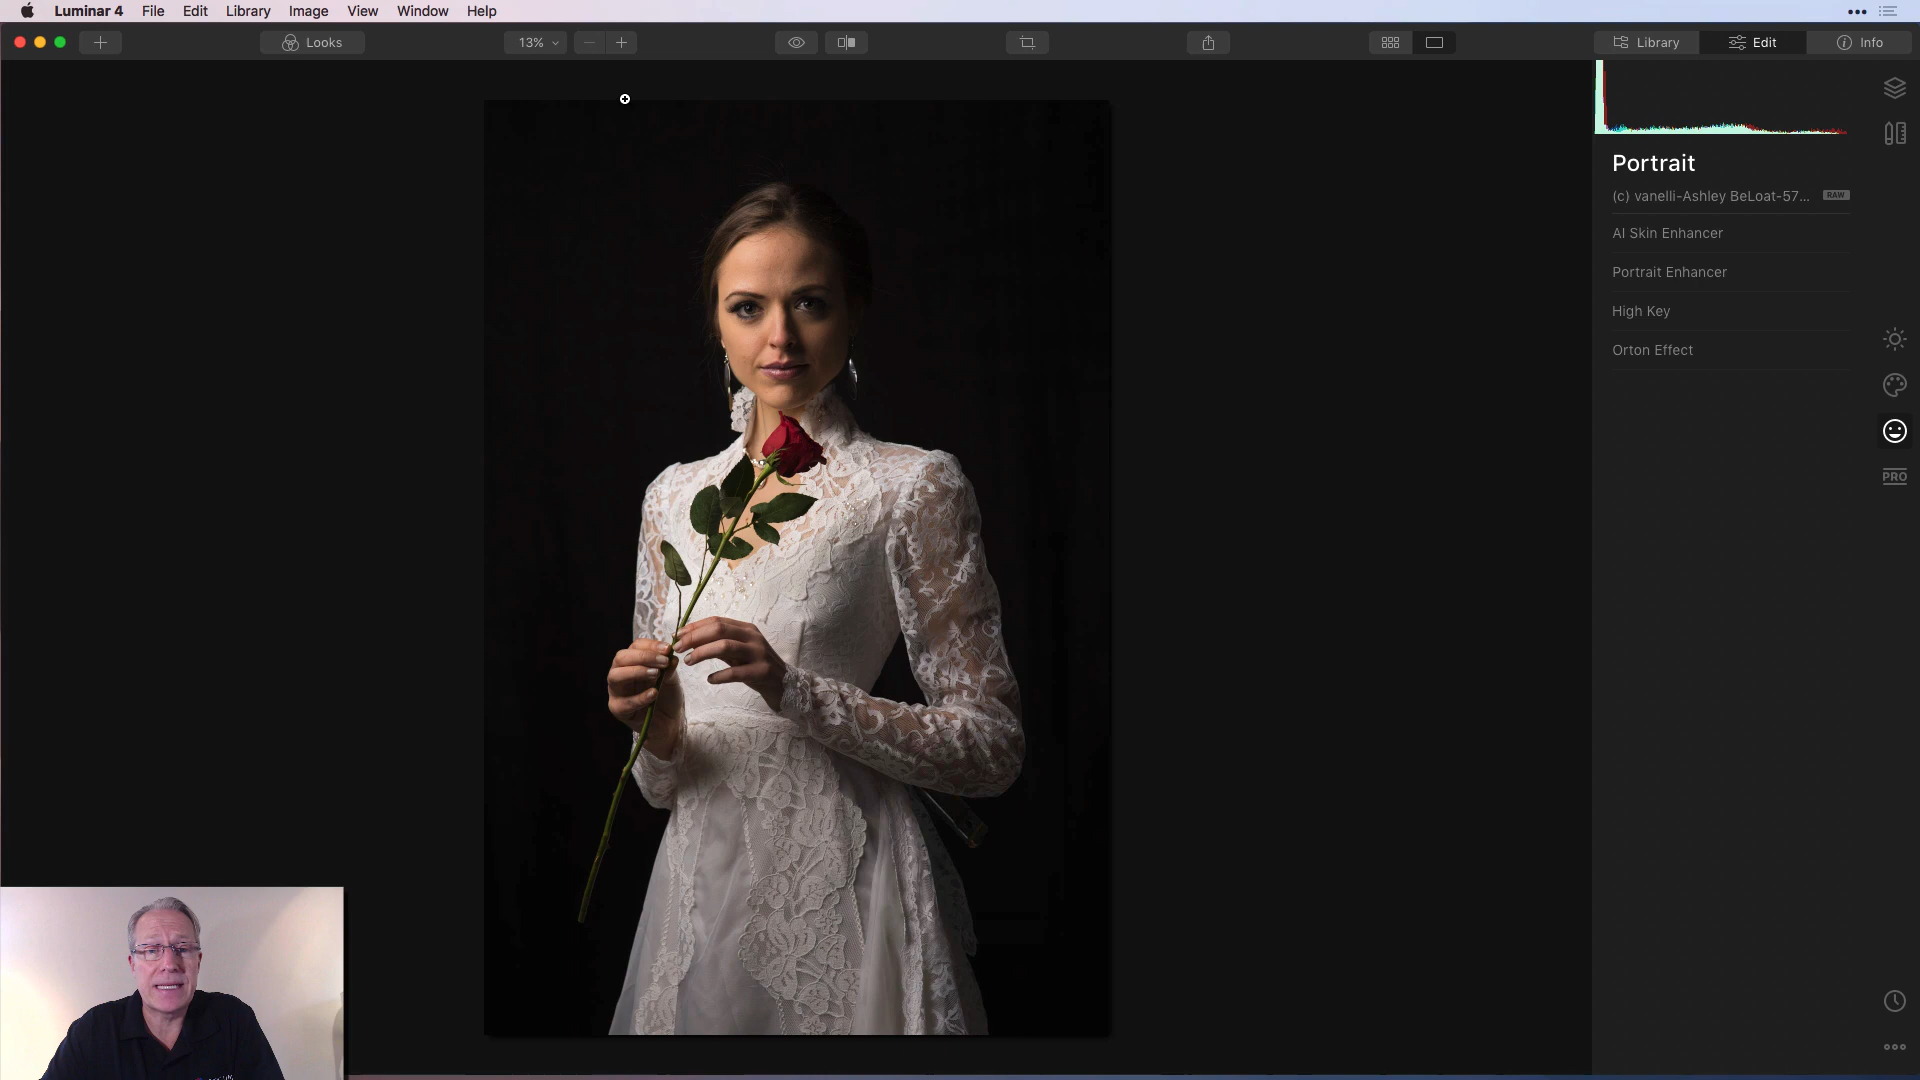 Luminar 4 File Edit Library Image View Window Help
Looks 13% Library Edit Info
Portrait
(c) vanelli-Ashley BeLoat-57... RAW
AI Skin Enhancer
Portrait Enhancer
High Key
Orton Effect
PRO